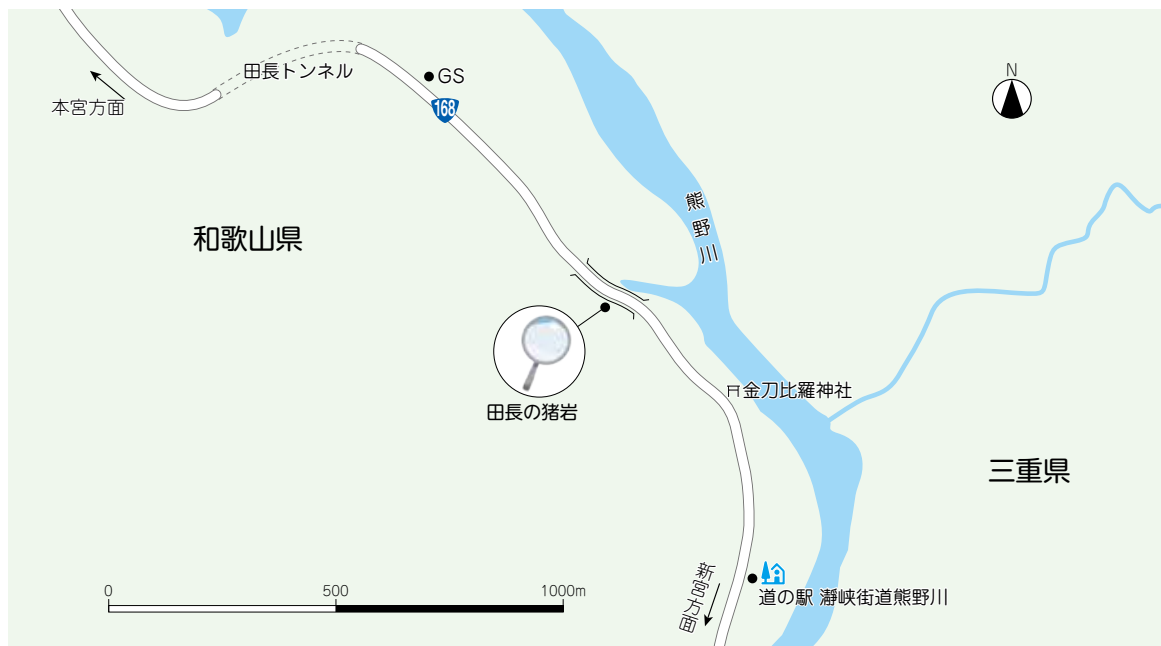 田長トンネル
GS
N
本宮方面
168
熊野川
和歌山県
田長の猪岩
金刀比羅神社
三重県
新宮方面
道の駅 瀞峡街道熊野川
0 500 1000m